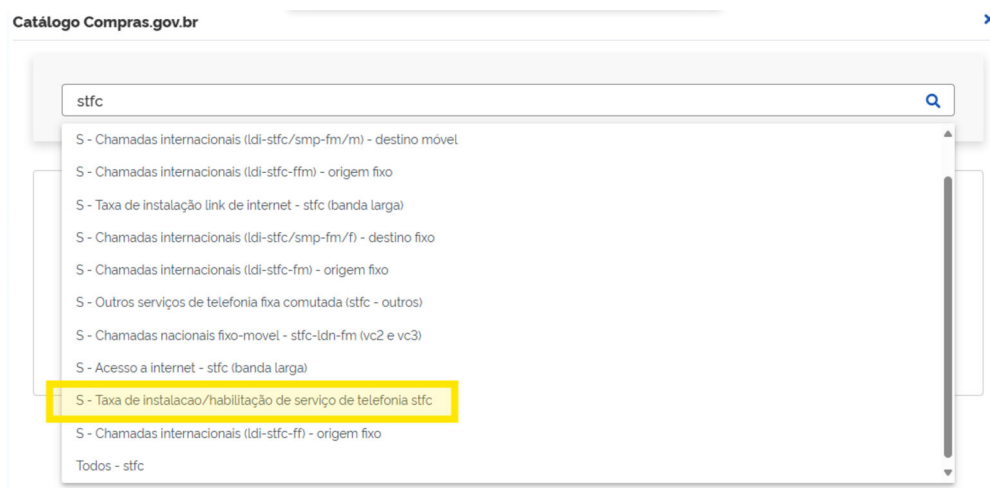 Catálogo Compras.gov.br
stfc
S - Chamadas internacionais (ldi-stfc/smp-fm/m) - destino móvel
S - Chamadas internacionais (ldi-stfc-ffm) - origem fixo
S - Taxa de instalação link de internet - stfc (banda larga)
S - Chamadas internacionais (ldi-stfc/smp-fm/f) - destino fixo
S - Chamadas internacionais (ldi-stfc-fm) - origem fixo
S - Outros serviços de telefonia fixa comutada (stfc - outros)
S - Chamadas nacionais fixo-movel - stfc-ldn-fm (vc2 e vc3)
S - Acesso a internet - stfc (banda larga)
S - Taxa de instalacao/habilitação de serviço de telefonia stfc
S - Chamadas internacionais (ldi-stfc-ff) - origem fixo
Todos - stfc